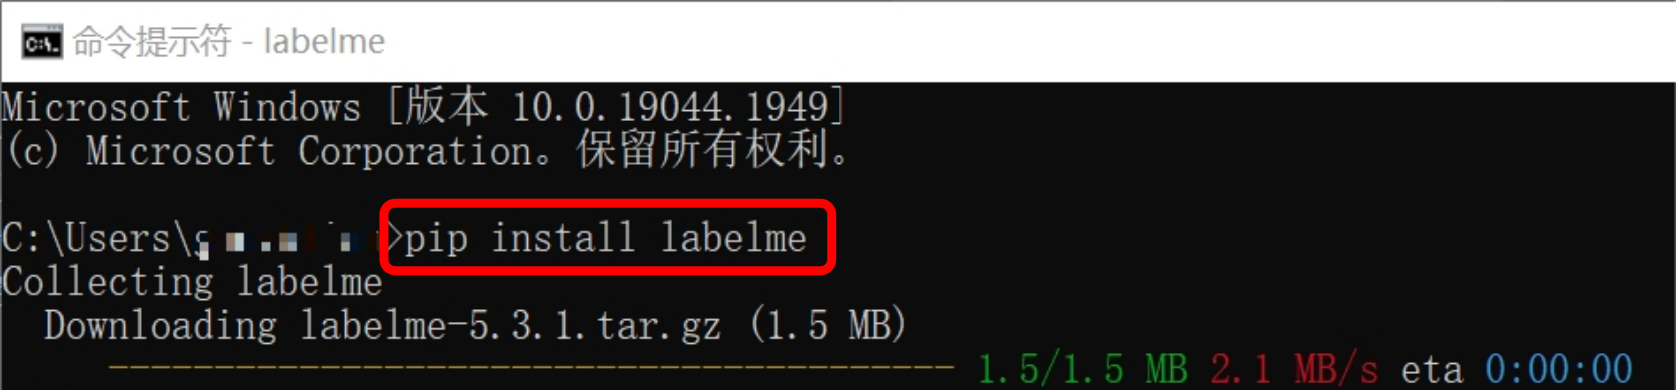 命令提示符 - labelme
Microsoft Windows [版本 10.0.19044.1949]
(c) Microsoft Corporation。保留所有权利。
C:\Users\ >pip install labelme
Collecting labelme
Downloading labelme-5.3.1.tar.gz (1.5 MB)
---------------------------------------- 1.5/1.5 MB 2.1 MB/s eta 0:00:00